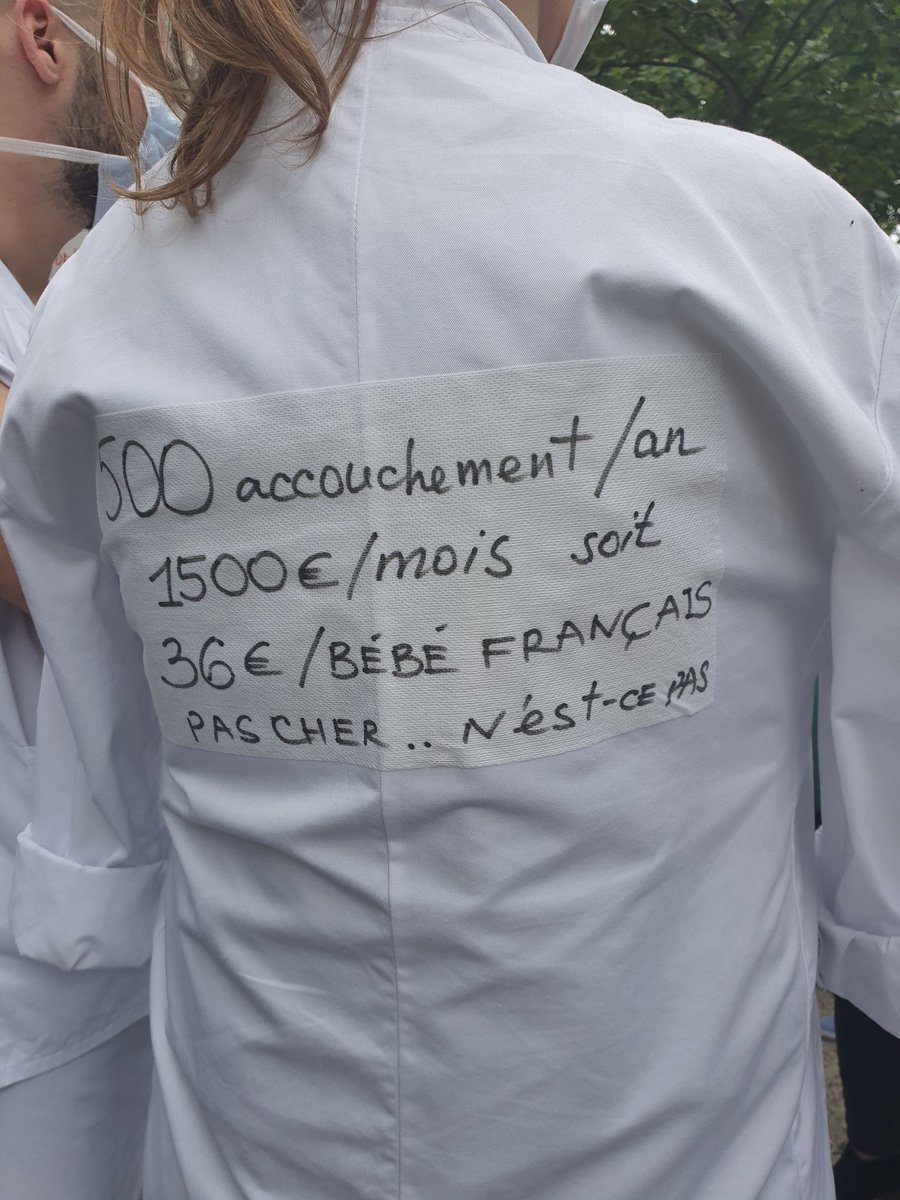 500 accouchement/an
1500€/mois soit
36€/BÉBÉ FRANÇAIS
PAS CHER.. N'est-CE PAS